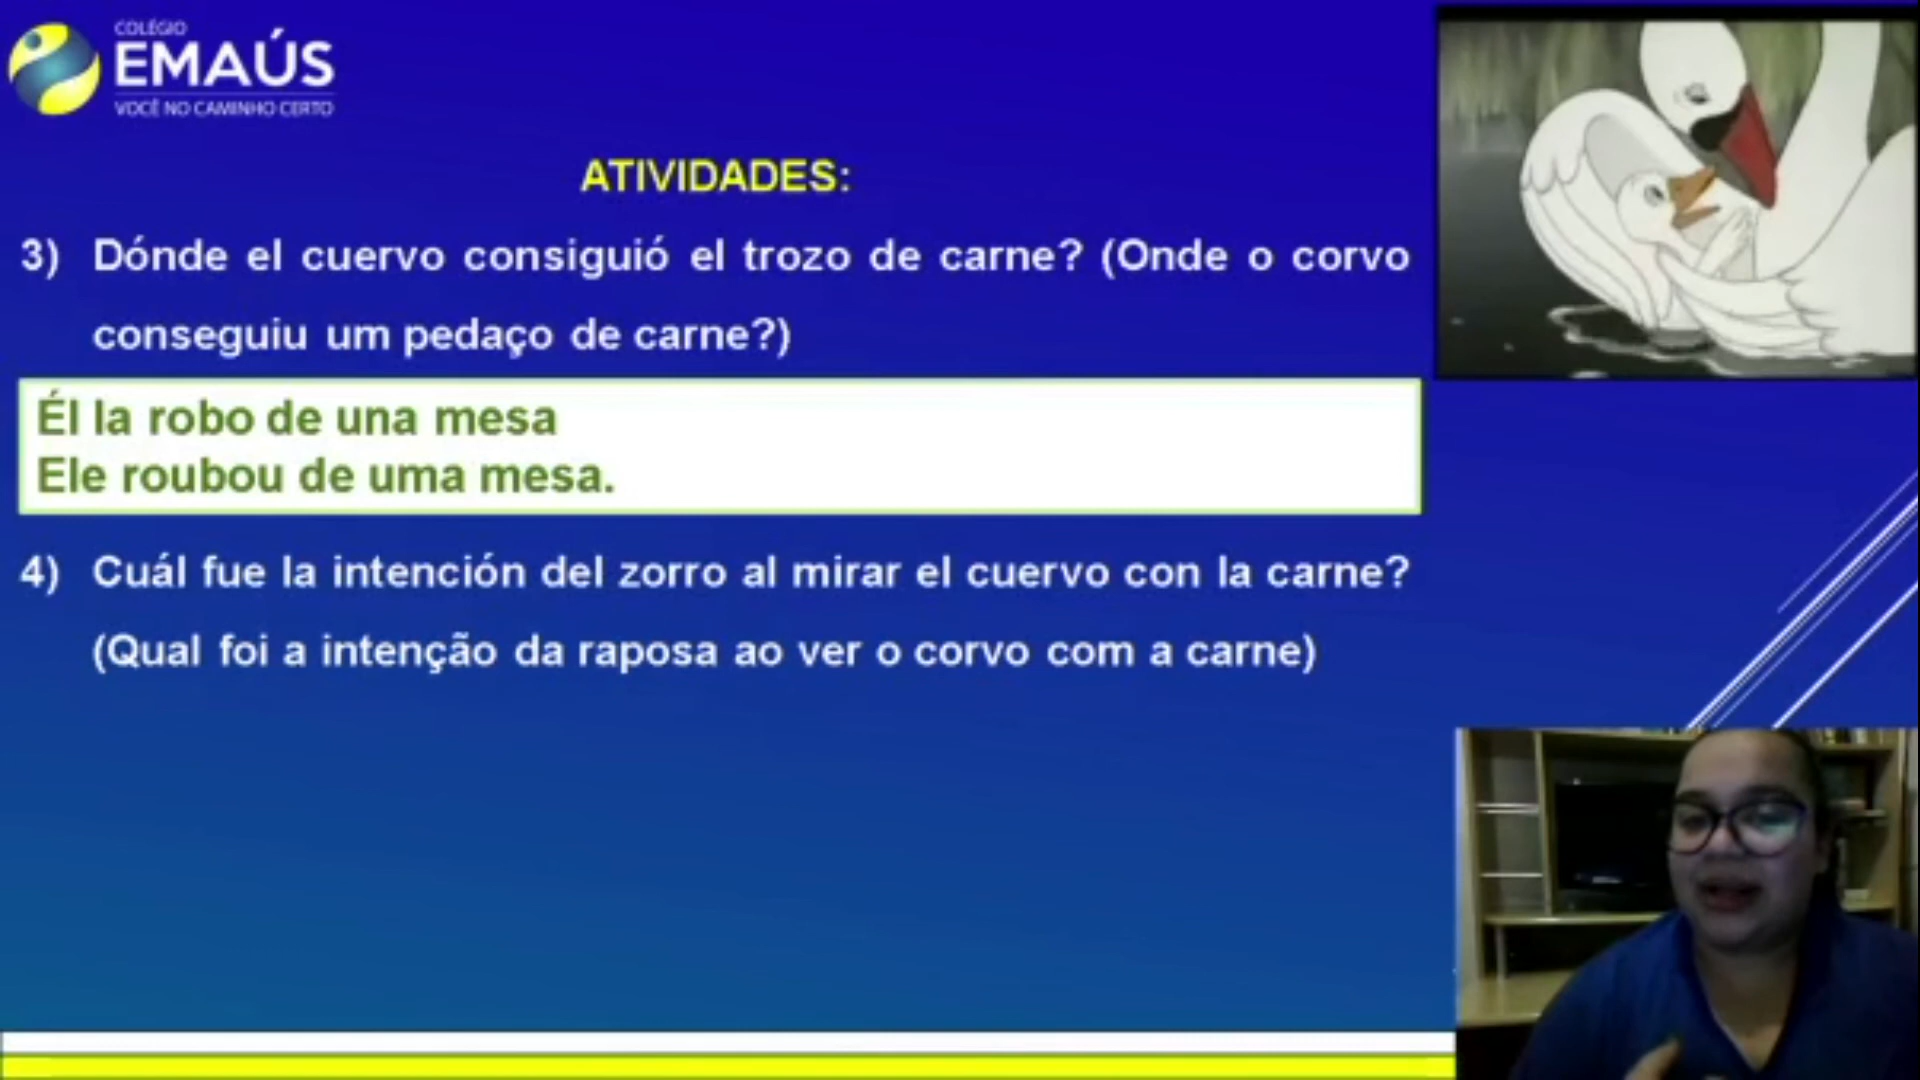 COLÉGIO
EMAÚS
VOCÊ NO CAMINHO CERTO
ATIVIDADES:
3) Dónde el cuervo consiguió el trozo de carne? (Onde o corvo
conseguiu um pedaço de carne?)
Él la robo de una mesa
Ele roubou de uma mesa.
4) Cuál fue la intención del zorro al mirar el cuervo con la carne?
(Qual foi a intenção da raposa ao ver o corvo com a carne)